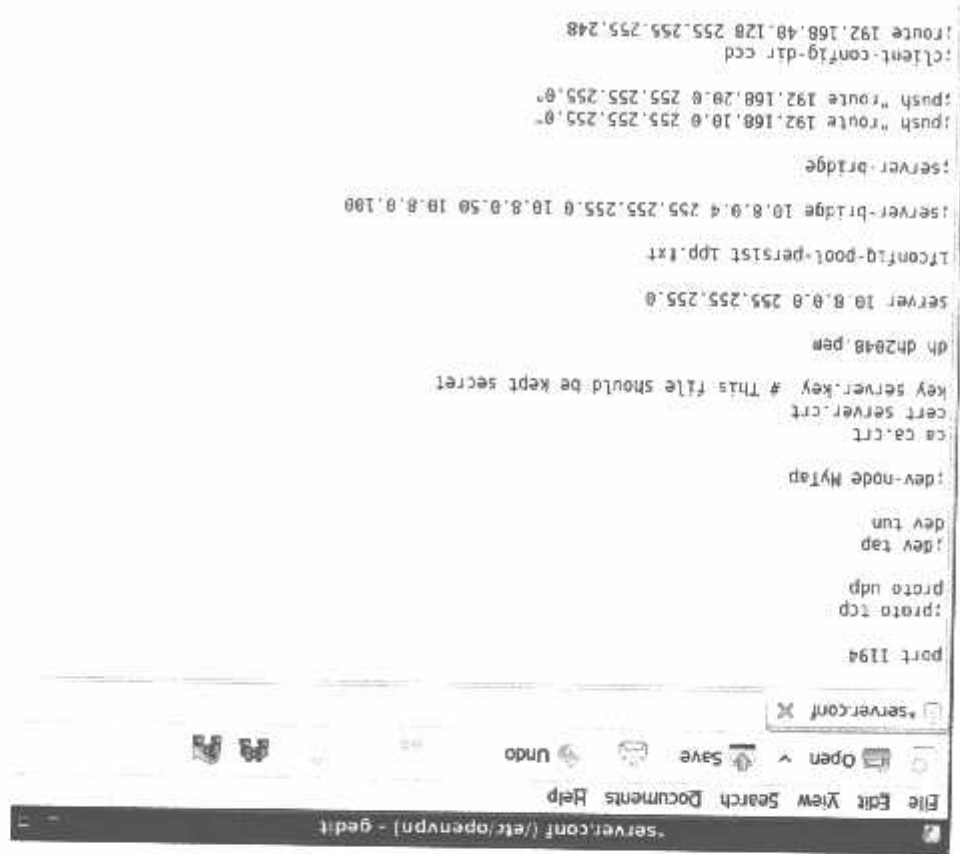 *server.conf (/etc/openvpn) - gedit
File Edit View Search Documents Help
Open Save Undo
*server.conf
port 1194
;proto tcp
proto udp
;dev tap
dev tun
;dev-node MyTap
ca ca.crt
cert server.crt
key server.key # This file should be kept secret
dh dh2048.pem
server 10.8.0.0 255.255.255.0
ifconfig-pool-persist ipp.txt
;server-bridge 10.8.0.4 255.255.255.0 10.8.0.50 10.8.0.100
;server-bridge
;push "route 192.168.10.0 255.255.255.0"
;push "route 192.168.20.0 255.255.255.0"
;client-config-dir ccd
;route 192.168.40.128 255.255.255.248